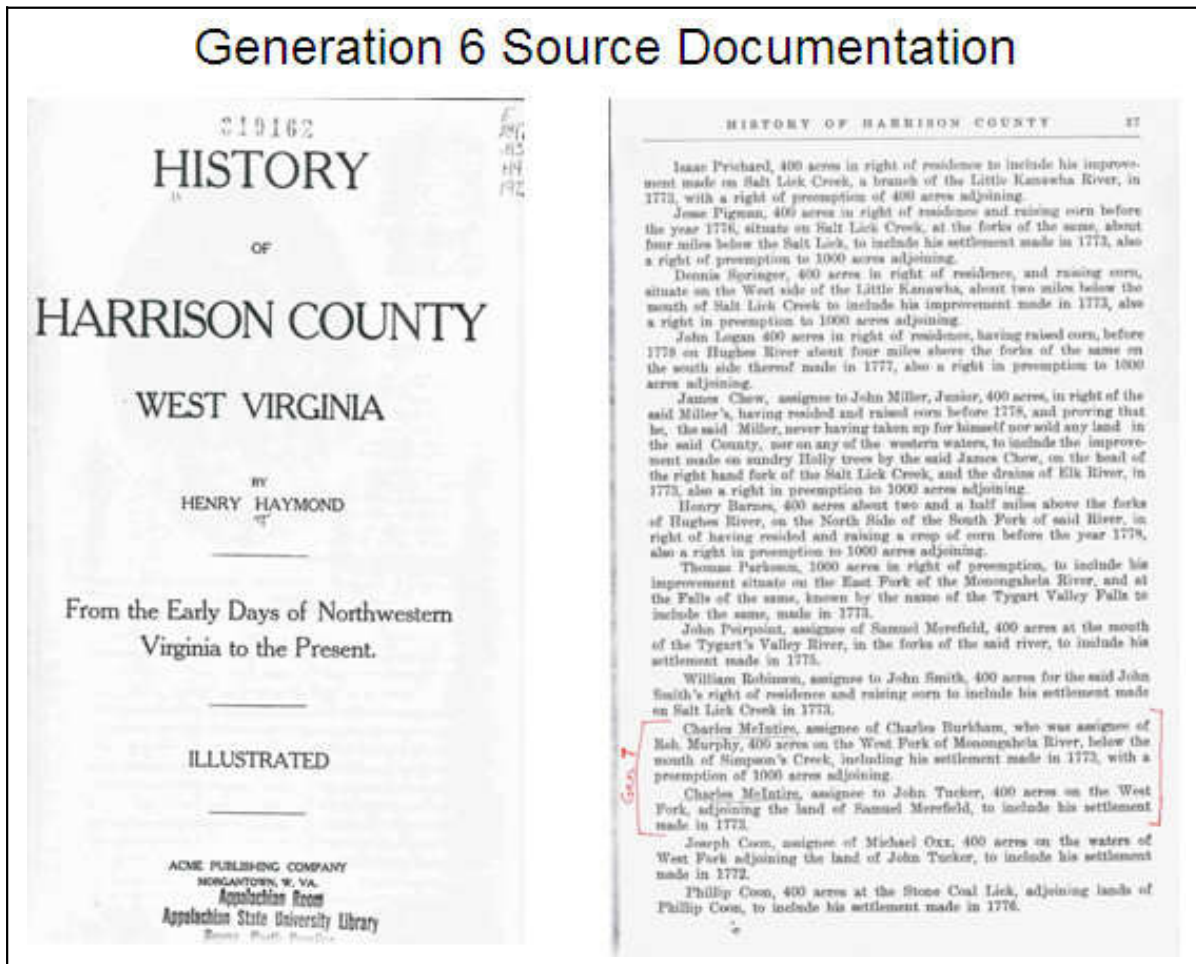 Generation 6 Source Documentation
319162
HISTORY
OF
HARRISON COUNTY
WEST VIRGINIA
BY
HENRY HAYMOND
From the Early Days of Northwestern
Virginia to the Present.
ILLUSTRATED
ACME PUBLISHING COMPANY
MORGANTOWN, W. VA.
Appalachian Room
Appalachian State University Library
HISTORY OF HARRISON COUNTY
Isaac Prichard, 400 acres in right of residence to include his improve-
ment made on Salt Lick Creek, a branch of the Little Kanawha River, in
1773, with a right of preemption of 400 acres adjoining.
Jesse Pigman, 400 acres in right of residence and raising corn before
the year 1776, situate on Salt Lick Creek, at the forks of the same, about
four miles below the Salt Lick, to include his settlement made in 1773, also
a right of preemption to 1000 acres adjoining.
Dennis Springer, 400 acres in right of residence, and raising corn,
situate on the West side of the Little Kanawha, about two miles below the
mouth of Salt Lick Creek to include his improvement made in 1773, also
a right in preemption to 1000 acres adjoining.
John Logan 400 acres in right of residence, having raised corn, before
1778 on Hughes River about four miles above the forks of the same on
the south side thereof made in 1777, also a right in preemption to 1000
acres adjoining.
James Chew, assignee to John Miller, Junior, 400 acres, in right of the
said Miller's, having resided and raised corn before 1778, and proving that
he, the said Miller, never having taken up for himself nor sold any land in
the said County, nor on any of the western waters, to include the improve-
ment made on sundry Holly trees by the said James Chew, on the head of
the right hand fork of the Salt Lick Creek, and the drains of Elk River, in
1773, also a right in preemption to 1000 acres adjoining.
Henry Barnes, 400 acres about two and a half miles above the forks
of Hughes River, on the North Side of the South Fork of said River, in
right of having resided and raising a crop of corn before the year 1778,
also a right in preemption to 1000 acres adjoining.
Thomas Parkeson, 1000 acres in right of preemption, to include his
improvement situate on the East Fork of the Monongahela River, and at
the Falls of the same, known by the name of the Tygart Valley Falls to
include the same, made in 1773.
John Peirpoint, assignee of Samuel Merefield, 400 acres at the mouth
of the Tygart's Valley River, in the forks of the said river, to include his
settlement made in 1775.
William Robinson, assignee to John Smith, 400 acres for the said John
Smith's right of residence and raising corn to include his settlement made
on Salt Lick Creek in 1773.
Charles McIntire, assignee of Charles Burkham, who was assignee of
Rob. Murphy, 400 acres on the West Fork of Monongahela River, below the
mouth of Simpson's Creek, including his settlement made in 1773, with a
preemption of 1000 acres adjoining.
Charles McIntire, assignee to John Tucker, 400 acres on the West
Fork, adjoining the land of Samuel Merefield, to include his settlement
made in 1773.
Gen 7
Joseph Coon, assignee of Michael Oxx, 400 acres on the waters of
West Fork adjoining the land of John Tucker, to include his settlement
made in 1772.
Phillip Coon, 400 acres at the Stone Coal Lick, adjoining lands of
Phillip Coon, to include his settlement made in 1776.